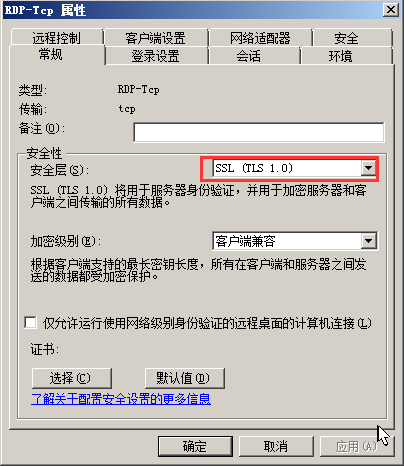 RDP-Tcp 属性
远程控制 客户端设置 网络适配器 安全
常规 登录设置 会话 环境
类型: RDP-Tcp
传输: tcp
备注(O):
安全性
安全层(S): SSL (TLS 1.0)
SSL (TLS 1.0) 将用于服务器身份验证，并用于加密服务器和客
户端之间传输的所有数据。
加密级别(E): 客户端兼容
根据客户端支持的最长密钥长度，所有在客户端和服务器之间发
送的数据都受加密保护。
仅允许运行使用网络级别身份验证的远程桌面的计算机连接(L)
证书:
选择(C) 默认值(D)
了解关于配置安全设置的更多信息
确定 取消 应用(A)